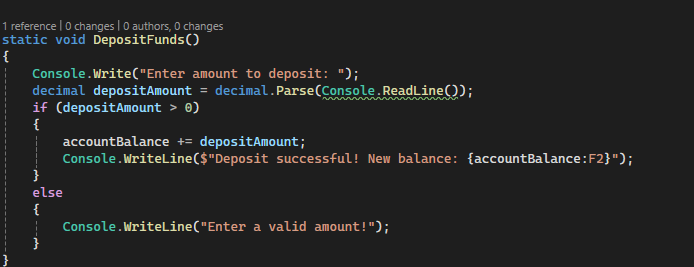 1 reference | 0 changes | 0 authors, 0 changes
static void DepositFunds()
{
    Console.Write("Enter amount to deposit: ");
    decimal depositAmount = decimal.Parse(Console.ReadLine());
    if (depositAmount > 0)
    {
        accountBalance += depositAmount;
        Console.WriteLine($"Deposit successful! New balance: {accountBalance:F2}");
    }
    else
    {
        Console.WriteLine("Enter a valid amount!");
    }
}